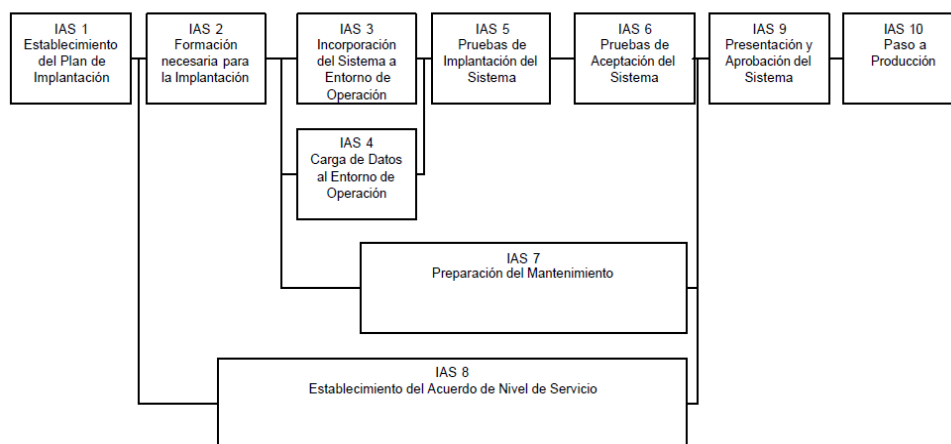 IAS 1
Establecimiento
del Plan de
Implantación
IAS 2
Formación
necesaria para
la Implantación
IAS 3
Incorporación
del Sistema a
Entorno de
Operación
IAS 5
Pruebas de
Implantación del
Sistema
IAS 6
Pruebas de
Aceptación del
Sistema
IAS 9
Presentación y
Aprobación del
Sistema
IAS 10
Paso a
Producción
IAS 4
Carga de Datos
al Entorno de
Operación
IAS 7
Preparación del Mantenimiento
IAS 8
Establecimiento del Acuerdo de Nivel de Servicio